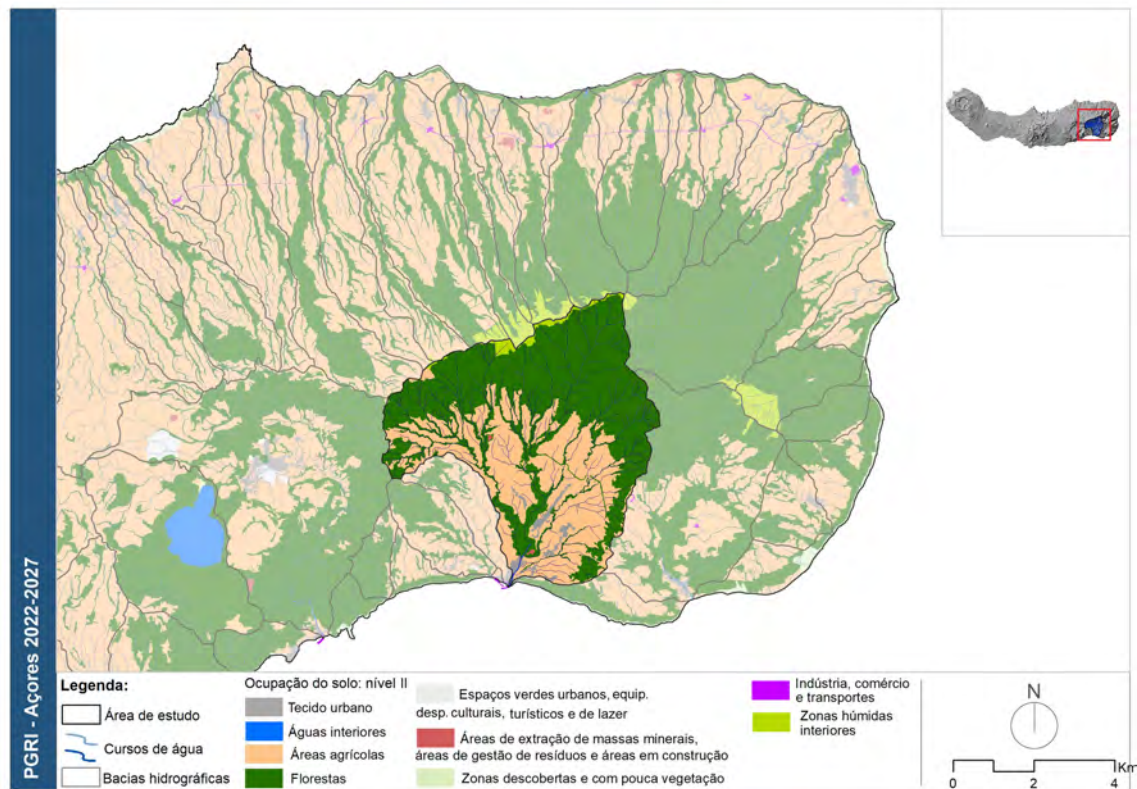 PGRI - Açores 2022-2027
Legenda:
Área de estudo
Cursos de água
Bacias hidrográficas
Ocupação do solo: nível II
Tecido urbano
Águas interiores
Áreas agrícolas
Florestas
Espaços verdes urbanos, equip.
desp. culturais, turísticos e de lazer
Áreas de extração de massas minerais,
áreas de gestão de resíduos e áreas em construção
Zonas descobertas e com pouca vegetação
Indústria, comércio
e transportes
Zonas húmidas
interiores
N
Km
0 2 4